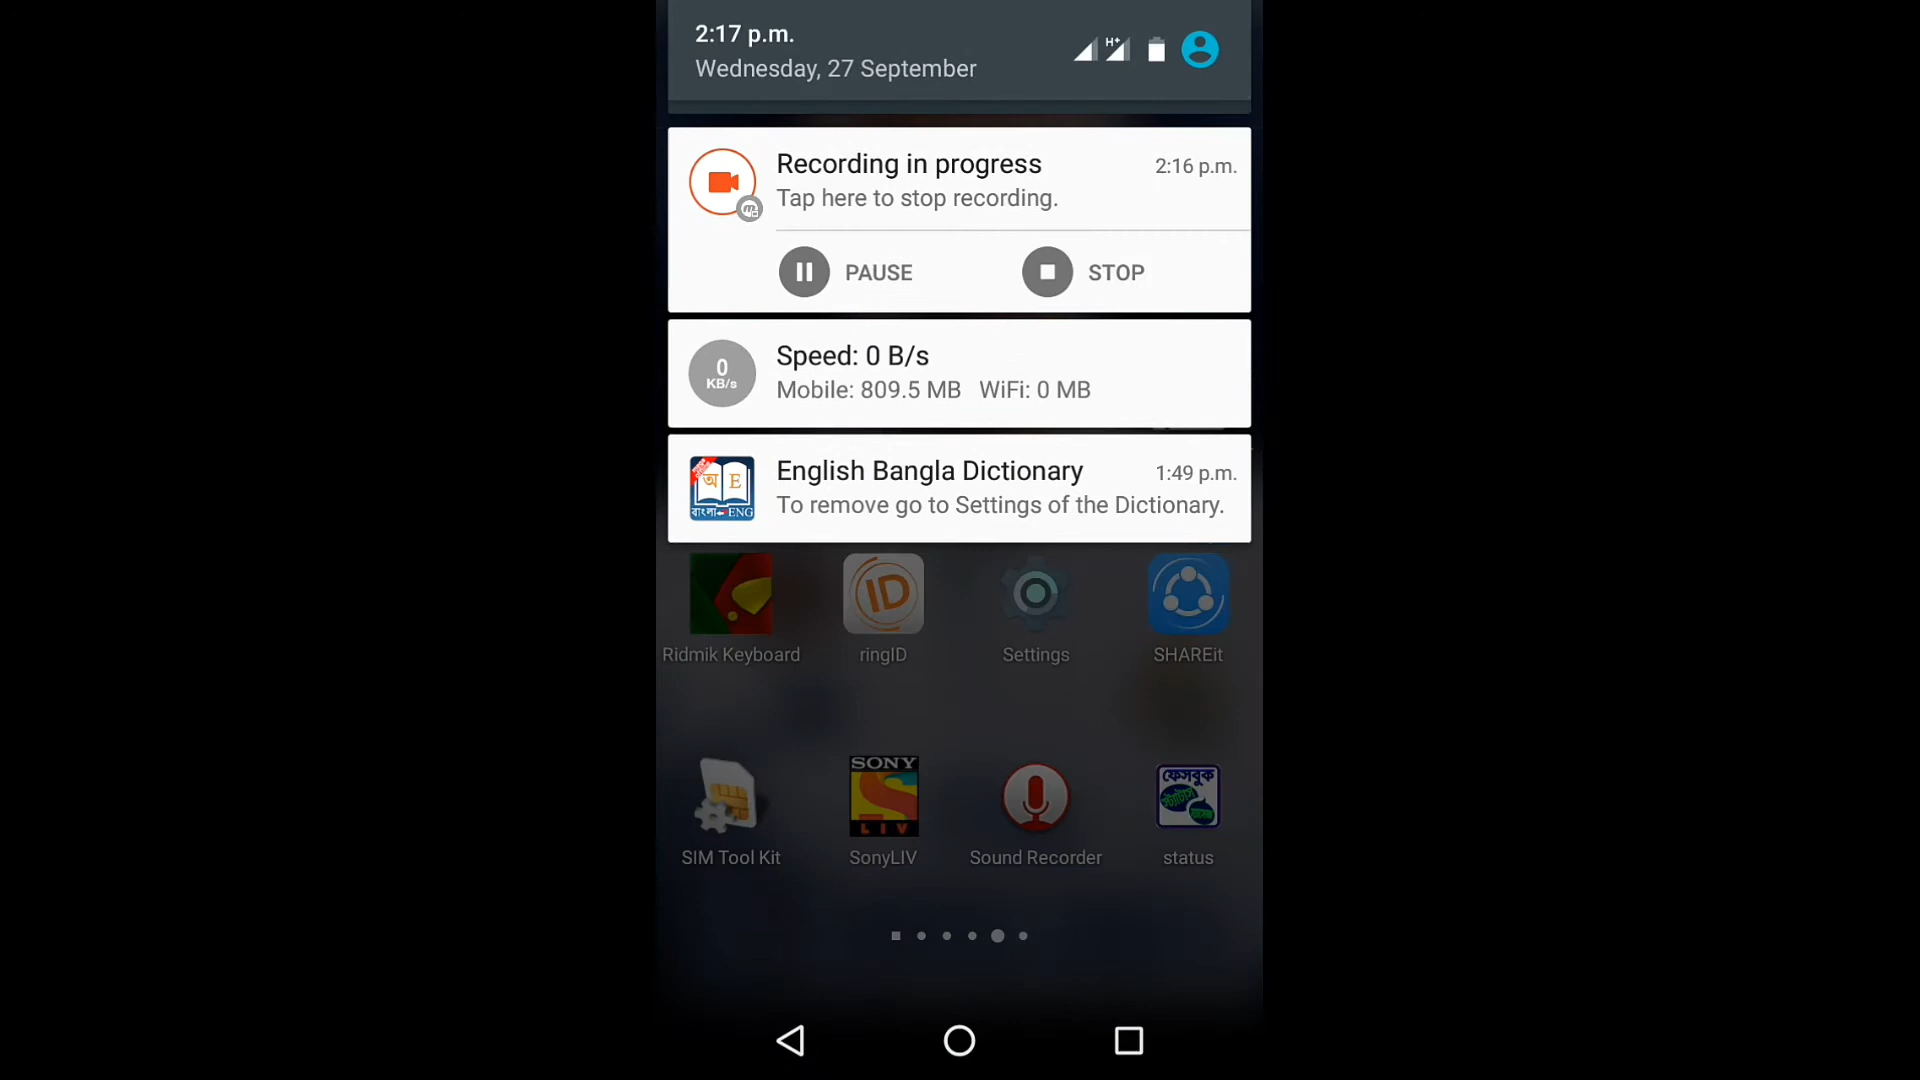 2:17 p.m.
Wednesday, 27 September
H+
Recording in progress 2:16 p.m.
Tap here to stop recording.
PAUSE STOP
0
KB/s
Speed: 0 B/s
Mobile: 809.5 MB WiFi: 0 MB
অ E
বাংলা ENG
English Bangla Dictionary 1:49 p.m.
To remove go to Settings of the Dictionary.
ID
Ridmik Keyboard ringID Settings SHAREit
SONY
LIV
ফেসবুক
SIM Tool Kit SonyLIV Sound Recorder status